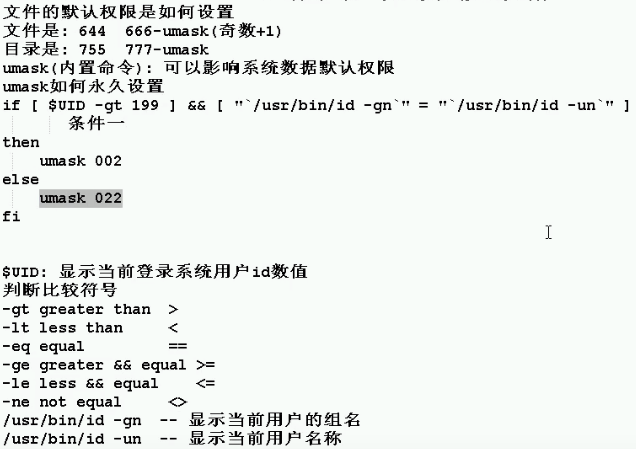 文件的默认权限是如何设置
文件是: 644  666-umask(奇数+1)
目录是: 755  777-umask
umask(内置命令): 可以影响系统数据默认权限
umask如何永久设置
if [ $UID -gt 199 ] && [ "`/usr/bin/id -gn`" = "`/usr/bin/id -un`" ]
条件一
then
umask 002
else
umask 022
fi
$UID: 显示当前登录系统用户id数值
判断比较符号
-gt greater than  >
-lt less than     <
-eq equal         ==
-ge greater && equal >=
-le less && equal    <=
-ne not equal     <>
/usr/bin/id -gn  -- 显示当前用户的组名
/usr/bin/id -un  -- 显示当前用户名称